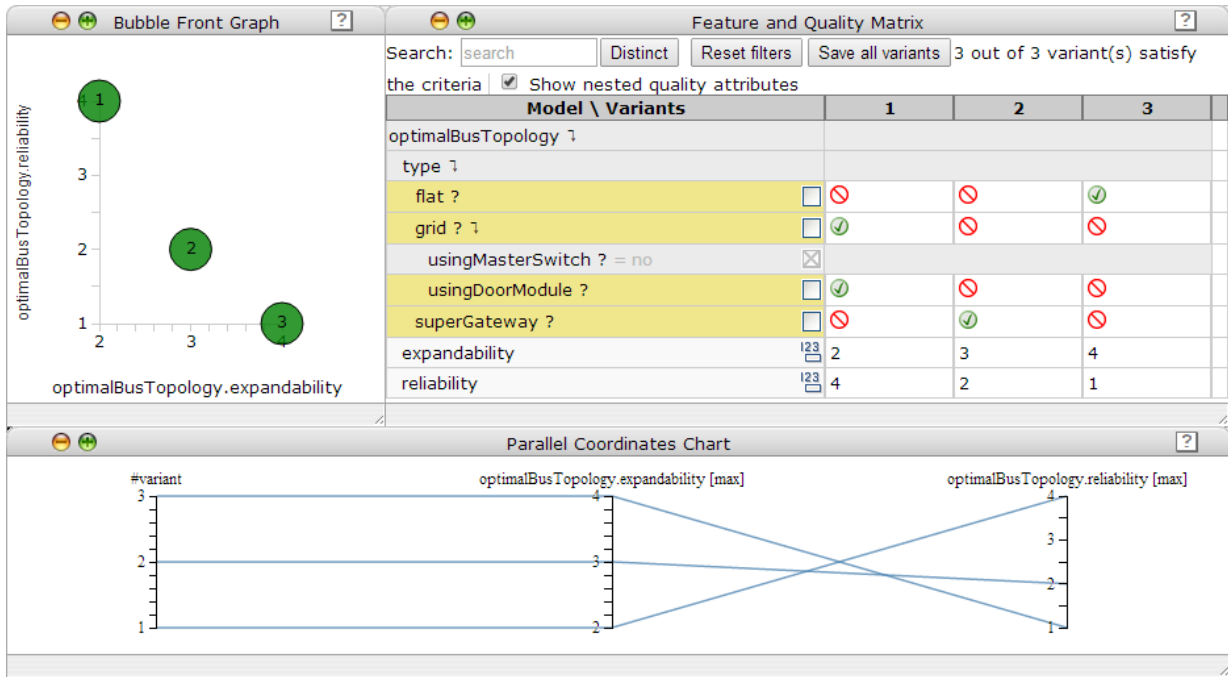 Bubble Front Graph ?
optimalBusTopology.reliability
4 1
3
2 2
1 3
2 3 4
optimalBusTopology.expandability
Feature and Quality Matrix ?
Search: search Distinct Reset filters Save all variants 3 out of 3 variant(s) satisfy
the criteria Show nested quality attributes
Model \ Variants 1 2 3
optimalBusTopology ↴
type ↴
flat ?
grid ? ↴
usingMasterSwitch ? = no
usingDoorModule ?
superGateway ?
expandability 123 2 3 4
reliability 123 4 2 1
Parallel Coordinates Chart ?
#variant optimalBusTopology.expandability [max] optimalBusTopology.reliability [max]
3 4 4
3
2 3
2
1 2 1